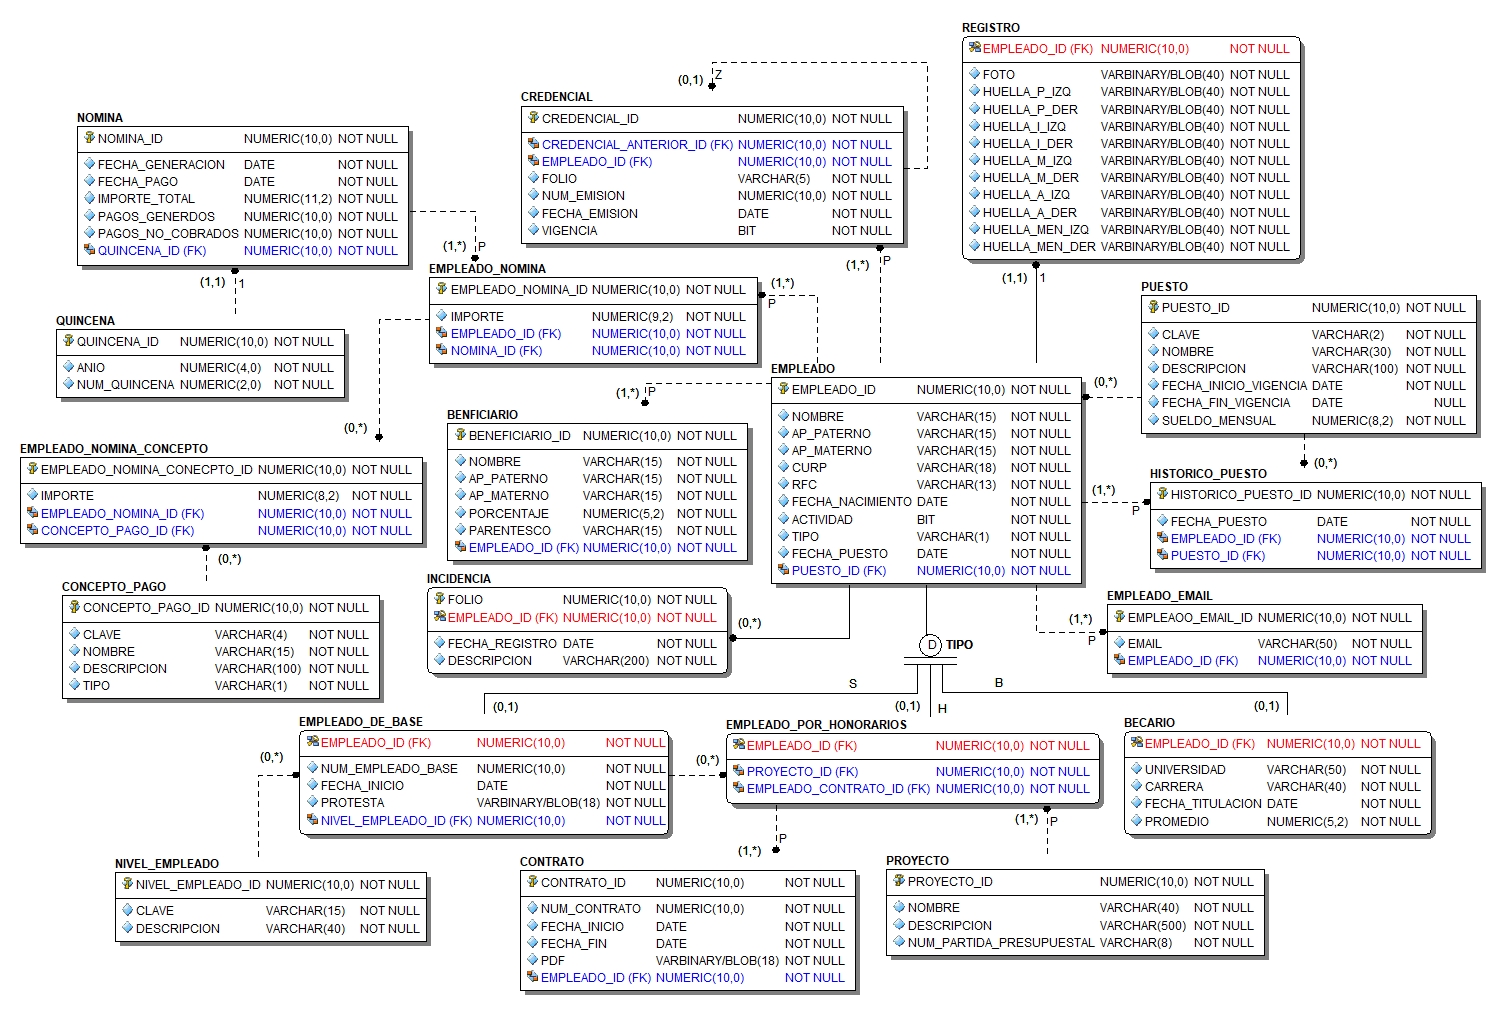 REGISTRO
EMPLEADO_ID (FK) NUMERIC(10,0) NOT NULL
FOTO VARBINARY/BLOB(40) NOT NULL
HUELLA_P_IZQ VARBINARY/BLOB(40) NOT NULL
HUELLA_P_DER VARBINARY/BLOB(40) NOT NULL
HUELLA_I_IZQ VARBINARY/BLOB(40) NOT NULL
HUELLA_I_DER VARBINARY/BLOB(40) NOT NULL
HUELLA_M_IZQ VARBINARY/BLOB(40) NOT NULL
HUELLA_M_DER VARBINARY/BLOB(40) NOT NULL
HUELLA_A_IZQ VARBINARY/BLOB(40) NOT NULL
HUELLA_A_DER VARBINARY/BLOB(40) NOT NULL
HUELLA_MEN_IZQ VARBINARY/BLOB(40) NOT NULL
HUELLA_MEN_DER VARBINARY/BLOB(40) NOT NULL
(1,1) 1
(0,1) Z
CREDENCIAL
CREDENCIAL_ID NUMERIC(10,0) NOT NULL
CREDENCIAL_ANTERIOR_ID (FK) NUMERIC(10,0) NOT NULL
EMPLEADO_ID (FK) NUMERIC(10,0) NOT NULL
FOLIO VARCHAR(5) NOT NULL
NUM_EMISION NUMERIC(10,0) NOT NULL
FECHA_EMISION DATE NOT NULL
VIGENCIA BIT NOT NULL
(1,*) P
NOMINA
NOMINA_ID NUMERIC(10,0) NOT NULL
FECHA_GENERACION DATE NOT NULL
FECHA_PAGO DATE NOT NULL
IMPORTE_TOTAL NUMERIC(11,2) NOT NULL
PAGOS_GENERDOS NUMERIC(10,0) NOT NULL
PAGOS_NO_COBRADOS NUMERIC(10,0) NOT NULL
QUINCENA_ID (FK) NUMERIC(10,0) NOT NULL
(1,*) P
(1,1) 1
EMPLEADO_NOMINA
EMPLEADO_NOMINA_ID NUMERIC(10,0) NOT NULL
IMPORTE NUMERIC(9,2) NOT NULL
EMPLEADO_ID (FK) NUMERIC(10,0) NOT NULL
NOMINA_ID (FK) NUMERIC(10,0) NOT NULL
(1,*)
P
QUINCENA
QUINCENA_ID NUMERIC(10,0) NOT NULL
ANIO NUMERIC(4,0) NOT NULL
NUM_QUINCENA NUMERIC(2,0) NOT NULL
PUESTO
PUESTO_ID NUMERIC(10,0) NOT NULL
CLAVE VARCHAR(2) NOT NULL
NOMBRE VARCHAR(30) NOT NULL
DESCRIPCION VARCHAR(100) NOT NULL
FECHA_INICIO_VIGENCIA DATE NOT NULL
FECHA_FIN_VIGENCIA DATE NULL
SUELDO_MENSUAL NUMERIC(8,2) NOT NULL
(0,*)
(0,*)
EMPLEADO
EMPLEADO_ID NUMERIC(10,0) NOT NULL
NOMBRE VARCHAR(15) NOT NULL
AP_PATERNO VARCHAR(15) NOT NULL
AP_MATERNO VARCHAR(15) NOT NULL
CURP VARCHAR(18) NOT NULL
RFC VARCHAR(13) NOT NULL
FECHA_NACIMIENTO DATE NOT NULL
ACTIVIDAD BIT NOT NULL
TIPO VARCHAR(1) NOT NULL
FECHA_PUESTO DATE NOT NULL
PUESTO_ID (FK) NUMERIC(10,0) NOT NULL
(1,*) P
BENFICIARIO
BENEFICIARIO_ID NUMERIC(10,0) NOT NULL
NOMBRE VARCHAR(15) NOT NULL
AP_PATERNO VARCHAR(15) NOT NULL
AP_MATERNO VARCHAR(15) NOT NULL
PORCENTAJE NUMERIC(5,2) NOT NULL
PARENTESCO VARCHAR(15) NOT NULL
EMPLEADO_ID (FK) NUMERIC(10,0) NOT NULL
(0,*)
EMPLEADO_NOMINA_CONCEPTO
EMPLEADO_NOMINA_CONECPTO_ID NUMERIC(10,0) NOT NULL
IMPORTE NUMERIC(8,2) NOT NULL
EMPLEADO_NOMINA_ID (FK) NUMERIC(10,0) NOT NULL
CONCEPTO_PAGO_ID (FK) NUMERIC(10,0) NOT NULL
(0,*)
HISTORICO_PUESTO
HISTORICO_PUESTO_ID NUMERIC(10,0) NOT NULL
FECHA_PUESTO DATE NOT NULL
EMPLEADO_ID (FK) NUMERIC(10,0) NOT NULL
PUESTO_ID (FK) NUMERIC(10,0) NOT NULL
(1,*)
P
CONCEPTO_PAGO
CONCEPTO_PAGO_ID NUMERIC(10,0) NOT NULL
CLAVE VARCHAR(4) NOT NULL
NOMBRE VARCHAR(15) NOT NULL
DESCRIPCION VARCHAR(100) NOT NULL
TIPO VARCHAR(1) NOT NULL
INCIDENCIA
FOLIO NUMERIC(10,0) NOT NULL
EMPLEADO_ID (FK) NUMERIC(10,0) NOT NULL
FECHA_REGISTRO DATE NOT NULL
DESCRIPCION VARCHAR(200) NOT NULL
(0,*)
EMPLEADO_EMAIL
EMPLEAOO_EMAIL_ID NUMERIC(10,0) NOT NULL
EMAIL VARCHAR(50) NOT NULL
EMPLEADO_ID (FK) NUMERIC(10,0) NOT NULL
(1,*)
P
D TIPO
S
B
(0,1)
(0,1) H
(0,1)
EMPLEADO_DE_BASE
EMPLEADO_ID (FK) NUMERIC(10,0) NOT NULL
NUM_EMPLEADO_BASE NUMERIC(10,0) NOT NULL
FECHA_INICIO DATE NOT NULL
PROTESTA VARBINARY/BLOB(18) NOT NULL
NIVEL_EMPLEADO_ID (FK) NUMERIC(10,0) NOT NULL
(0,*)
(0,*)
EMPLEADO_POR_HONORARIOS
EMPLEADO_ID (FK) NUMERIC(10,0) NOT NULL
PROYECTO_ID (FK) NUMERIC(10,0) NOT NULL
EMPLEADO_CONTRATO_ID (FK) NUMERIC(10,0) NOT NULL
(1,*) P
(1,*) P
BECARIO
EMPLEADO_ID (FK) NUMERIC(10,0) NOT NULL
UNIVERSIDAD VARCHAR(50) NOT NULL
CARRERA VARCHAR(40) NOT NULL
FECHA_TITULACION DATE NOT NULL
PROMEDIO NUMERIC(5,2) NOT NULL
NIVEL_EMPLEADO
NIVEL_EMPLEADO_ID NUMERIC(10,0) NOT NULL
CLAVE VARCHAR(15) NOT NULL
DESCRIPCION VARCHAR(40) NOT NULL
CONTRATO
CONTRATO_ID NUMERIC(10,0) NOT NULL
NUM_CONTRATO NUMERIC(10,0) NOT NULL
FECHA_INICIO DATE NOT NULL
FECHA_FIN DATE NOT NULL
PDF VARBINARY/BLOB(18) NOT NULL
EMPLEADO_ID (FK) NUMERIC(10,0) NOT NULL
PROYECTO
PROYECTO_ID NUMERIC(10,0) NOT NULL
NOMBRE VARCHAR(40) NOT NULL
DESCRIPCION VARCHAR(500) NOT NULL
NUM_PARTIDA_PRESUPUESTAL VARCHAR(8) NOT NULL